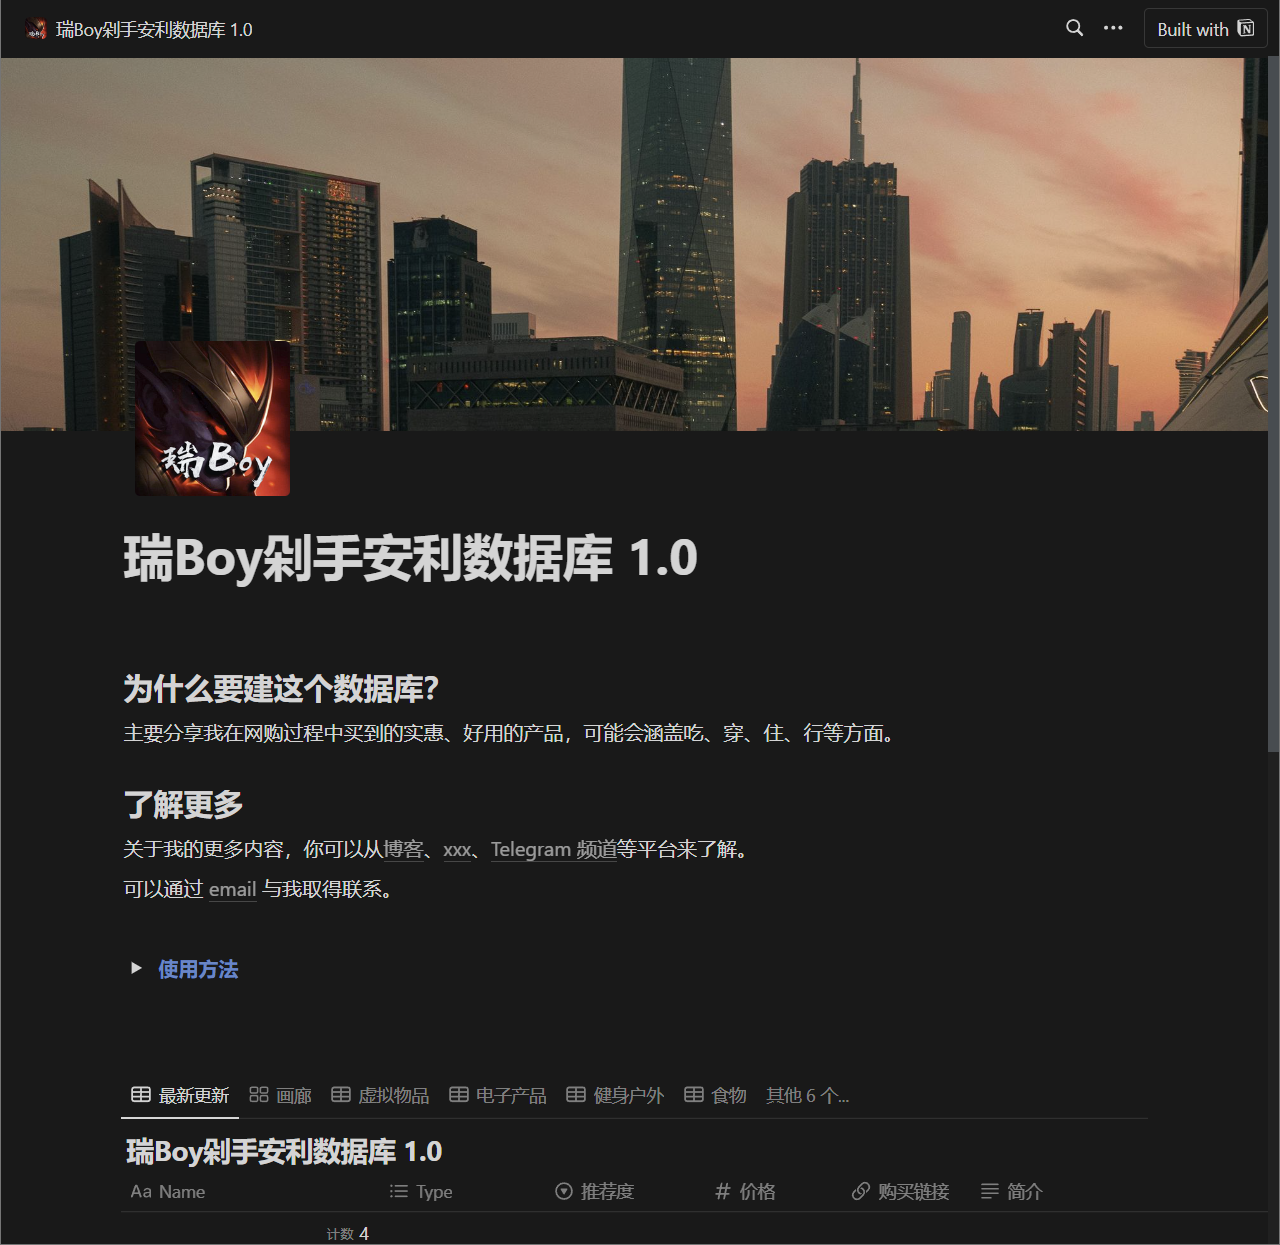 瑞Boy剁手安利数据库 1.0
Built with
瑞Boy
瑞Boy剁手安利数据库 1.0
为什么要建这个数据库?
主要分享我在网购过程中买到的实惠、好用的产品，可能会涵盖吃、穿、住、行等方面。
了解更多
关于我的更多内容，你可以从博客、xxx、Telegram 频道等平台来了解。
可以通过 email 与我取得联系。
使用方法
最新更新 画廊 虚拟物品 电子产品 健身户外 食物 其他 6 个...
瑞Boy剁手安利数据库 1.0
Aa Name Type 推荐度 # 价格 购买链接 简介
计数 4